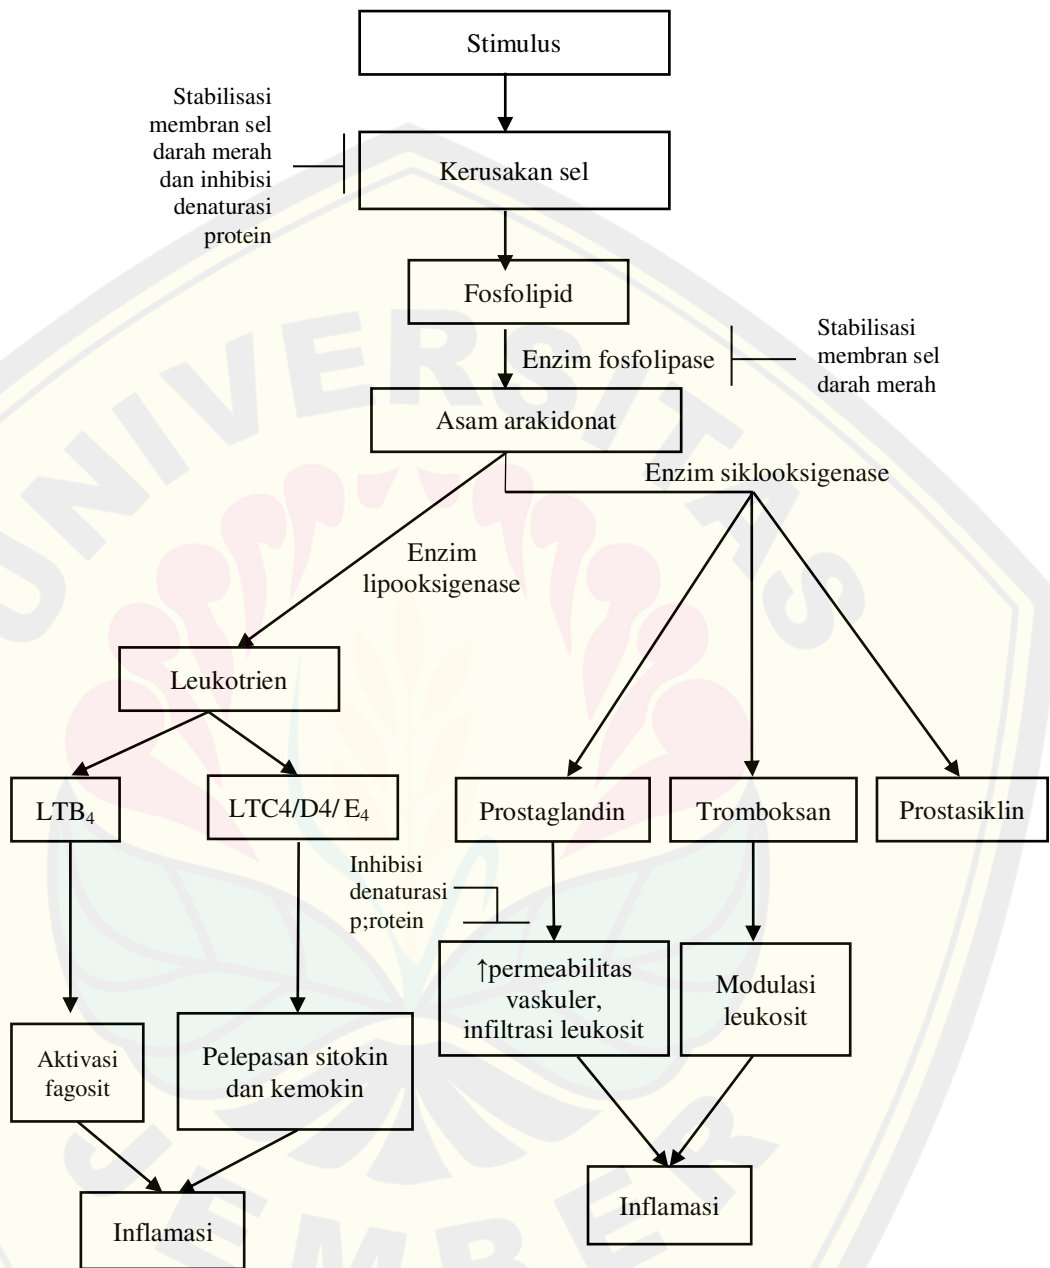 Stimulus
Stabilisasi
membran sel
darah merah
dan inhibisi
denaturasi
protein
Kerusakan sel
Fosfolipid
Enzim fosfolipase
Stabilisasi
membran sel
darah merah
Asam arakidonat
Enzim siklooksigenase
Enzim
lipooksigenase
Leukotrien
LTB₄
LTC4/D4/ E₄
Prostaglandin
Tromboksan
Prostasiklin
Inhibisi
denaturasi
p;rotein
↑permeabilitas
vaskuler,
infiltrasi leukosit
Modulasi
leukosit
Aktivasi
fagosit
Pelepasan sitokin
dan kemokin
Inflamasi
Inflamasi
UNIVERSITAS
JEMBER